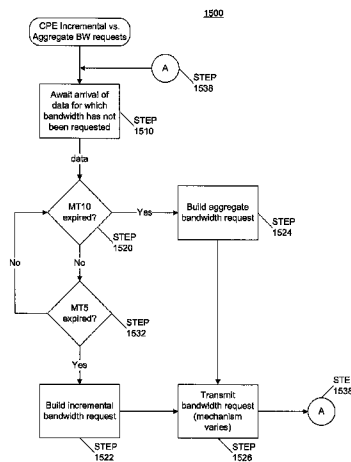 1500
CPE Incremental vs.
Aggregate BW requests
A
STEP
1538
Await arrival of
data for which
bandwidth has not
been requested
STEP
1510
data
MT10
expired?
Yes
STEP
1520
Build aggregate
bandwidth request
STEP
1524
No
No
MT5
expired?
STEP
1532
Yes
Build incremental
bandwidth request
STEP
1522
Transmit
bandwidth request
(mechanism
varies)
STEP
1526
A
STE
1538